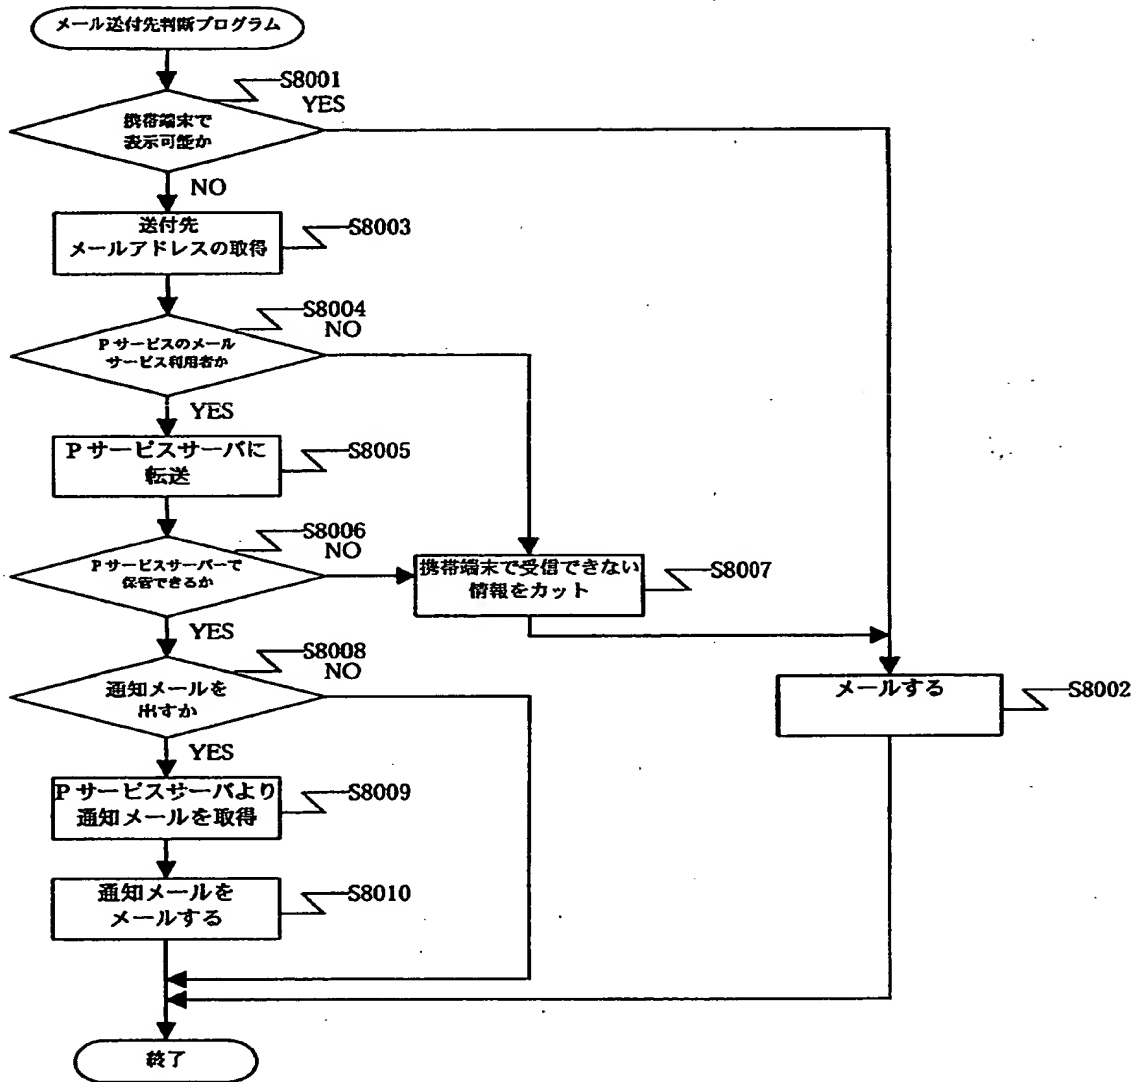 メール送付先判断プログラム
S8001
YES
携帯端末で
表示可能か
NO
送付先
メールアドレスの取得
S8003
S8004
NO
Pサービスのメール
サービス利用者か
YES
Pサービスサーバに
転送
S8005
S8006
NO
Pサービスサーバーで
保管できるか
携帯端末で受信できない
情報をカット
S8007
YES
S8008
NO
通知メールを
出すか
メールする
S8002
YES
Pサービスサーバより
通知メールを取得
S8009
通知メールを
メールする
S8010
終了